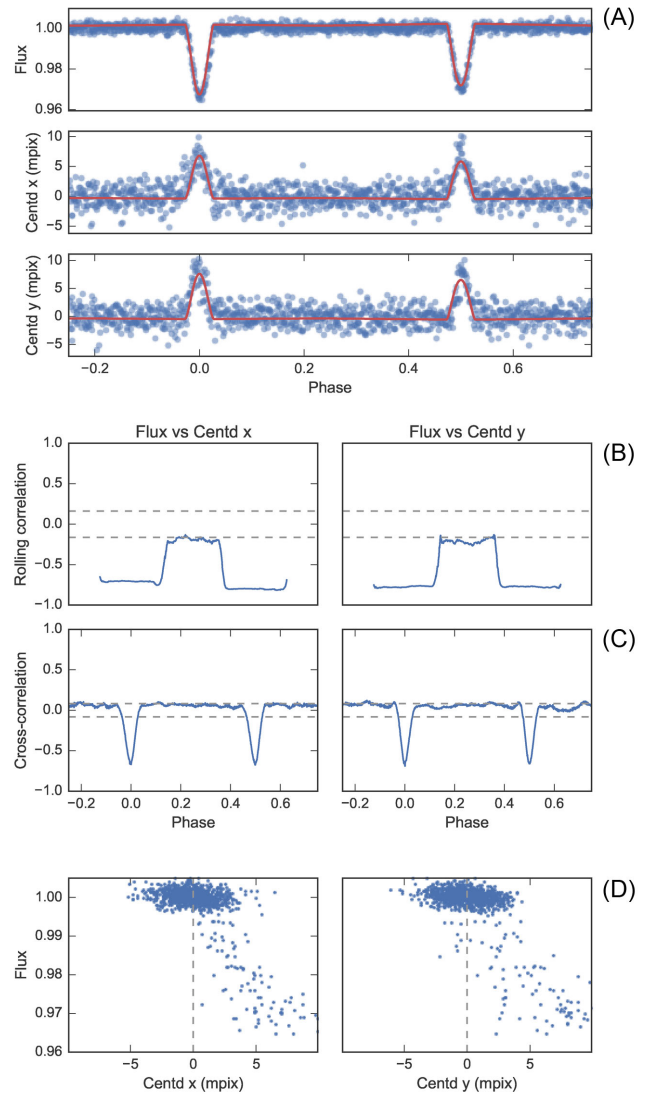 (A)
Flux
1.00
0.98
0.96
Centd x (mpix)
10
5
0
−5
Centd y (mpix)
10
5
0
−5
−0.2 0.0 0.2 0.4 0.6
Phase
(B)
Flux vs Centd x Flux vs Centd y
Rolling correlation
1.0
0.5
0.0
−0.5
−1.0
(C)
Cross-correlation
1.0
0.5
0.0
−0.5
−1.0
−0.2 0.0 0.2 0.4 0.6 −0.2 0.0 0.2 0.4 0.6
Phase Phase
(D)
Flux
1.00
0.99
0.98
0.97
0.96
−5 0 5 −5 0 5
Centd x (mpix) Centd y (mpix)